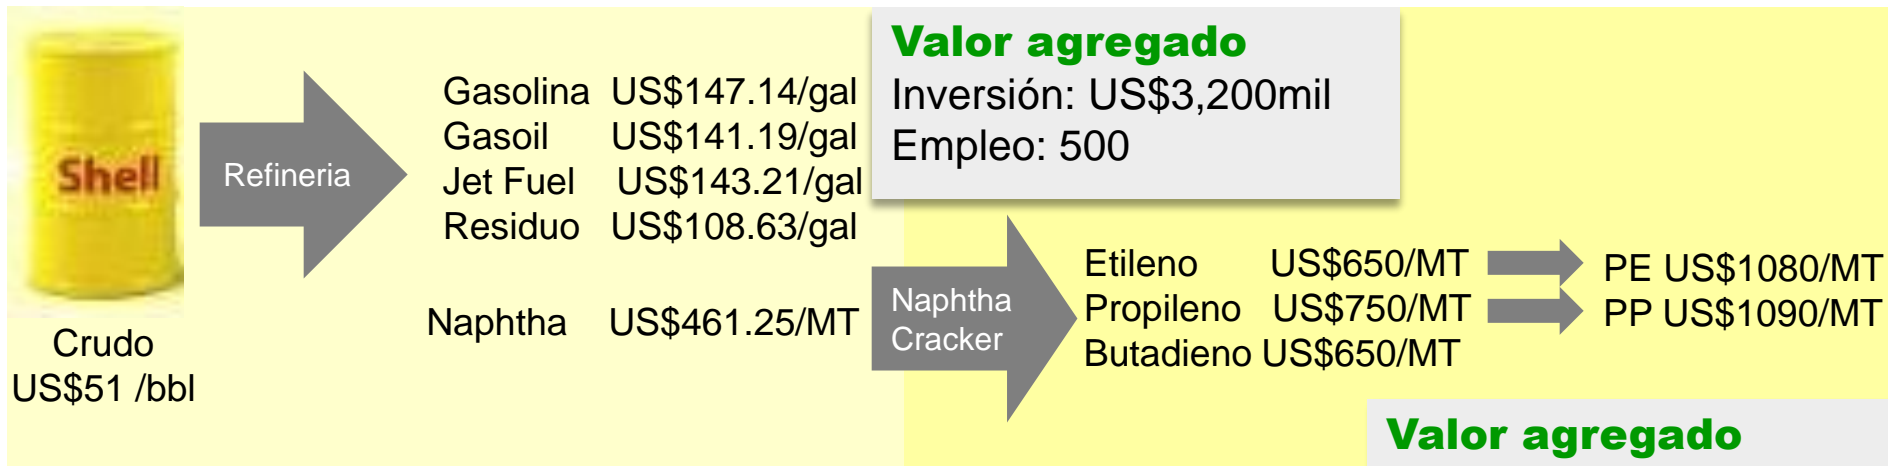 Shell
Crudo
US$51 /bbl
Refineria
Gasolina US$147.14/gal
Gasoil US$141.19/gal
Jet Fuel US$143.21/gal
Residuo US$108.63/gal
Naphtha US$461.25/MT
Valor agregado
Inversión: US$3,200mil
Empleo: 500
Naphtha
Cracker
Etileno US$650/MT PE US$1080/MT
Propileno US$750/MT PP US$1090/MT
Butadieno US$650/MT
Valor agregado